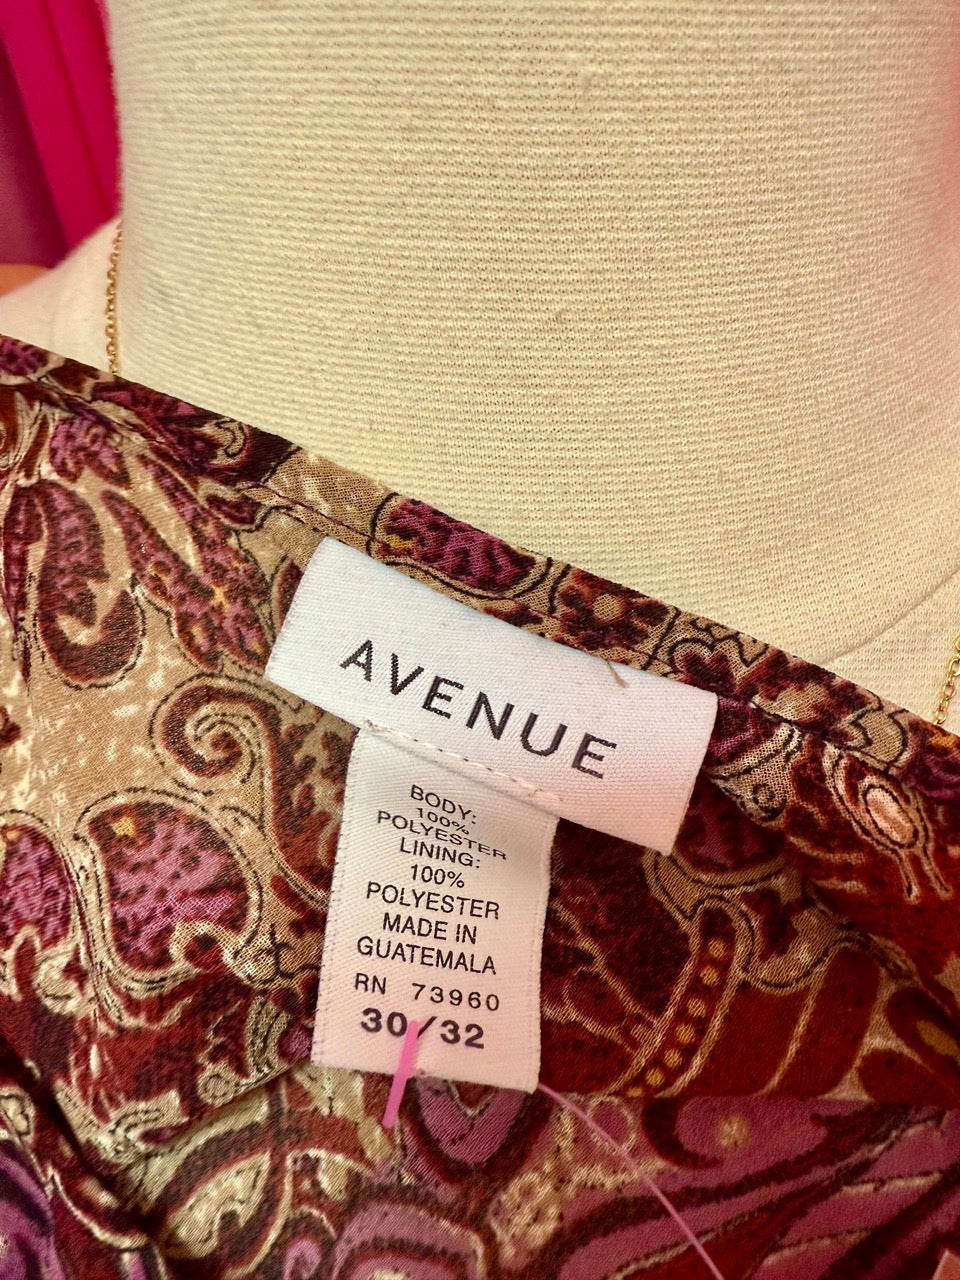 AVENUE
BODY:
100%
POLYESTER
LINING:
100%
POLYESTER
MADE IN
GUATEMALA
RN 73960
30/32